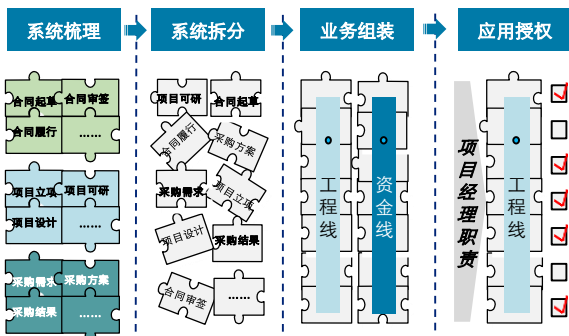 系统梳理
系统拆分
业务组装
应用授权
合同起草
合同审签
合同履行
……
项目立项
项目可研
项目设计
……
采购需求
采购方案
采购结果
……
项目可研
合同起草
合同履行
采购方案
采购需求
项目立项
项目设计
采购结果
合同审签
……
工程线
资金线
项目经理职责
工程线